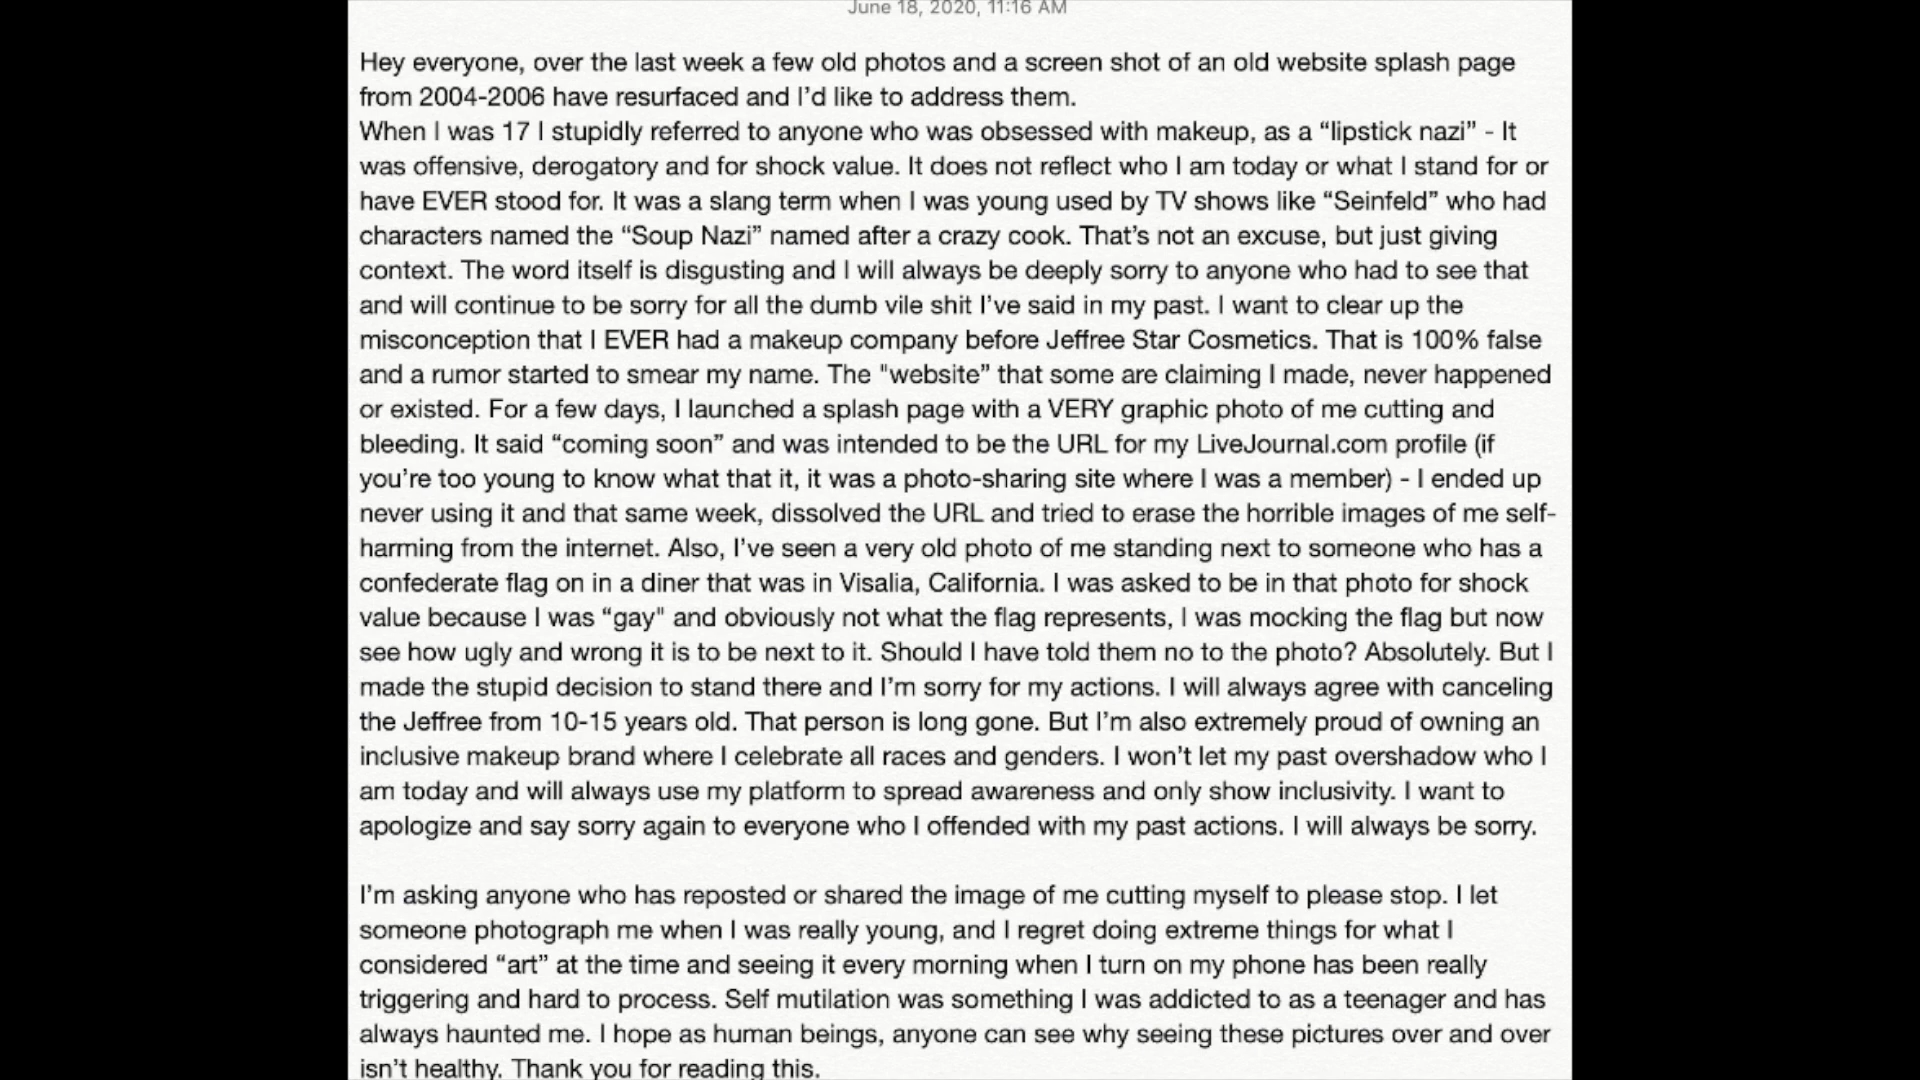 June 18, 2020, 11:16 AM
Hey everyone, over the last week a few old photos and a screen shot of an old website splash page
from 2004-2006 have resurfaced and I’d like to address them.
When I was 17 I stupidly referred to anyone who was obsessed with makeup, as a “lipstick nazi” - It
was offensive, derogatory and for shock value. It does not reflect who I am today or what I stand for or
have EVER stood for. It was a slang term when I was young used by TV shows like “Seinfeld” who had
characters named the “Soup Nazi” named after a crazy cook. That’s not an excuse, but just giving
context. The word itself is disgusting and I will always be deeply sorry to anyone who had to see that
and will continue to be sorry for all the dumb vile shit I’ve said in my past. I want to clear up the
misconception that I EVER had a makeup company before Jeffree Star Cosmetics. That is 100% false
and a rumor started to smear my name. The "website” that some are claiming I made, never happened
or existed. For a few days, I launched a splash page with a VERY graphic photo of me cutting and
bleeding. It said “coming soon” and was intended to be the URL for my LiveJournal.com profile (if
you’re too young to know what that it, it was a photo-sharing site where I was a member) - I ended up
never using it and that same week, dissolved the URL and tried to erase the horrible images of me self-
harming from the internet. Also, I’ve seen a very old photo of me standing next to someone who has a
confederate flag on in a diner that was in Visalia, California. I was asked to be in that photo for shock
value because I was “gay" and obviously not what the flag represents, I was mocking the flag but now
see how ugly and wrong it is to be next to it. Should I have told them no to the photo? Absolutely. But I
made the stupid decision to stand there and I’m sorry for my actions. I will always agree with canceling
the Jeffree from 10-15 years old. That person is long gone. But I’m also extremely proud of owning an
inclusive makeup brand where I celebrate all races and genders. I won’t let my past overshadow who I
am today and will always use my platform to spread awareness and only show inclusivity. I want to
apologize and say sorry again to everyone who I offended with my past actions. I will always be sorry.
I’m asking anyone who has reposted or shared the image of me cutting myself to please stop. I let
someone photograph me when I was really young, and I regret doing extreme things for what I
considered “art” at the time and seeing it every morning when I turn on my phone has been really
triggering and hard to process. Self mutilation was something I was addicted to as a teenager and has
always haunted me. I hope as human beings, anyone can see why seeing these pictures over and over
isn’t healthy. Thank you for reading this.